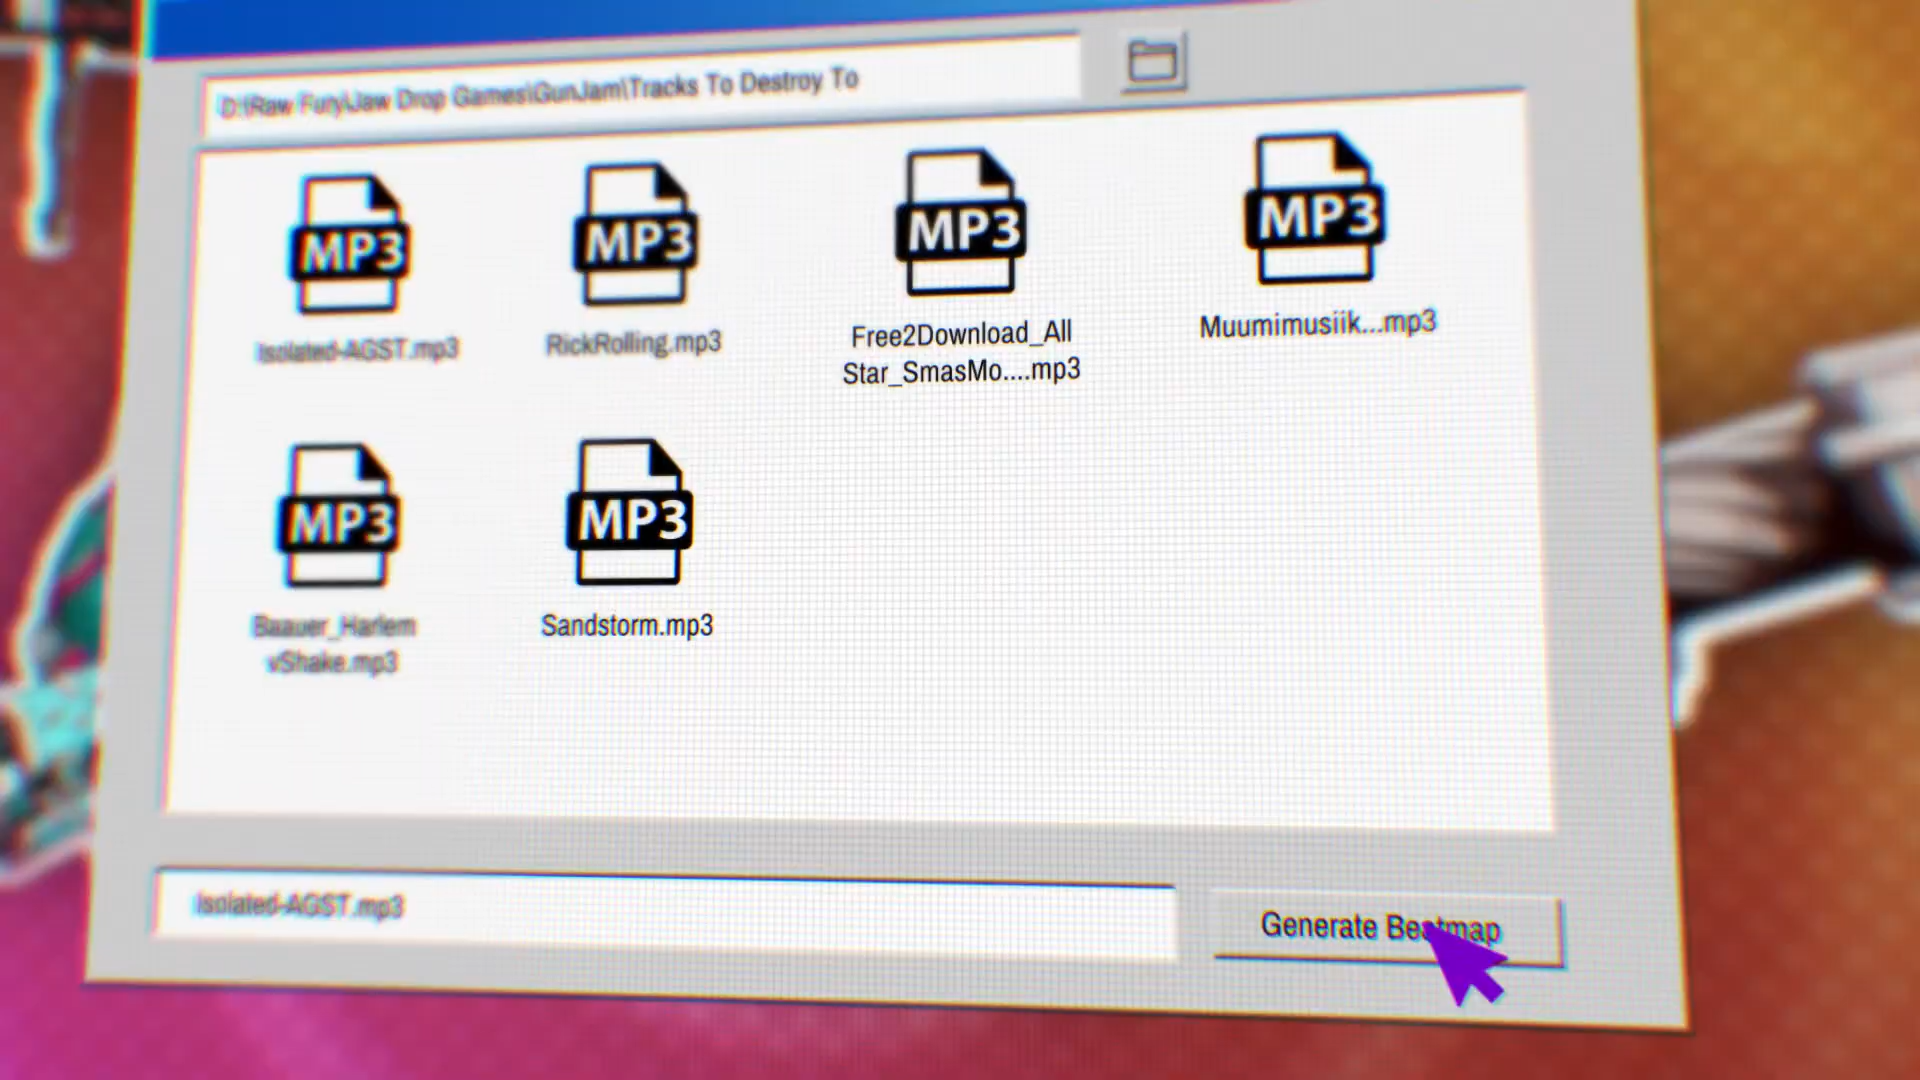 D:\Raw Fury\Jaw Drop Games\GunJam\Tracks To Destroy To
MP3
MP3
MP3
MP3
Isolated-AGST.mp3
RickRolling.mp3
Free2Download_All
Star_SmasMo....mp3
Muumimusiik...mp3
MP3
MP3
Baauer_Harlem
vShake.mp3
Sandstorm.mp3
Isolated-AGST.mp3
Generate Beatmap